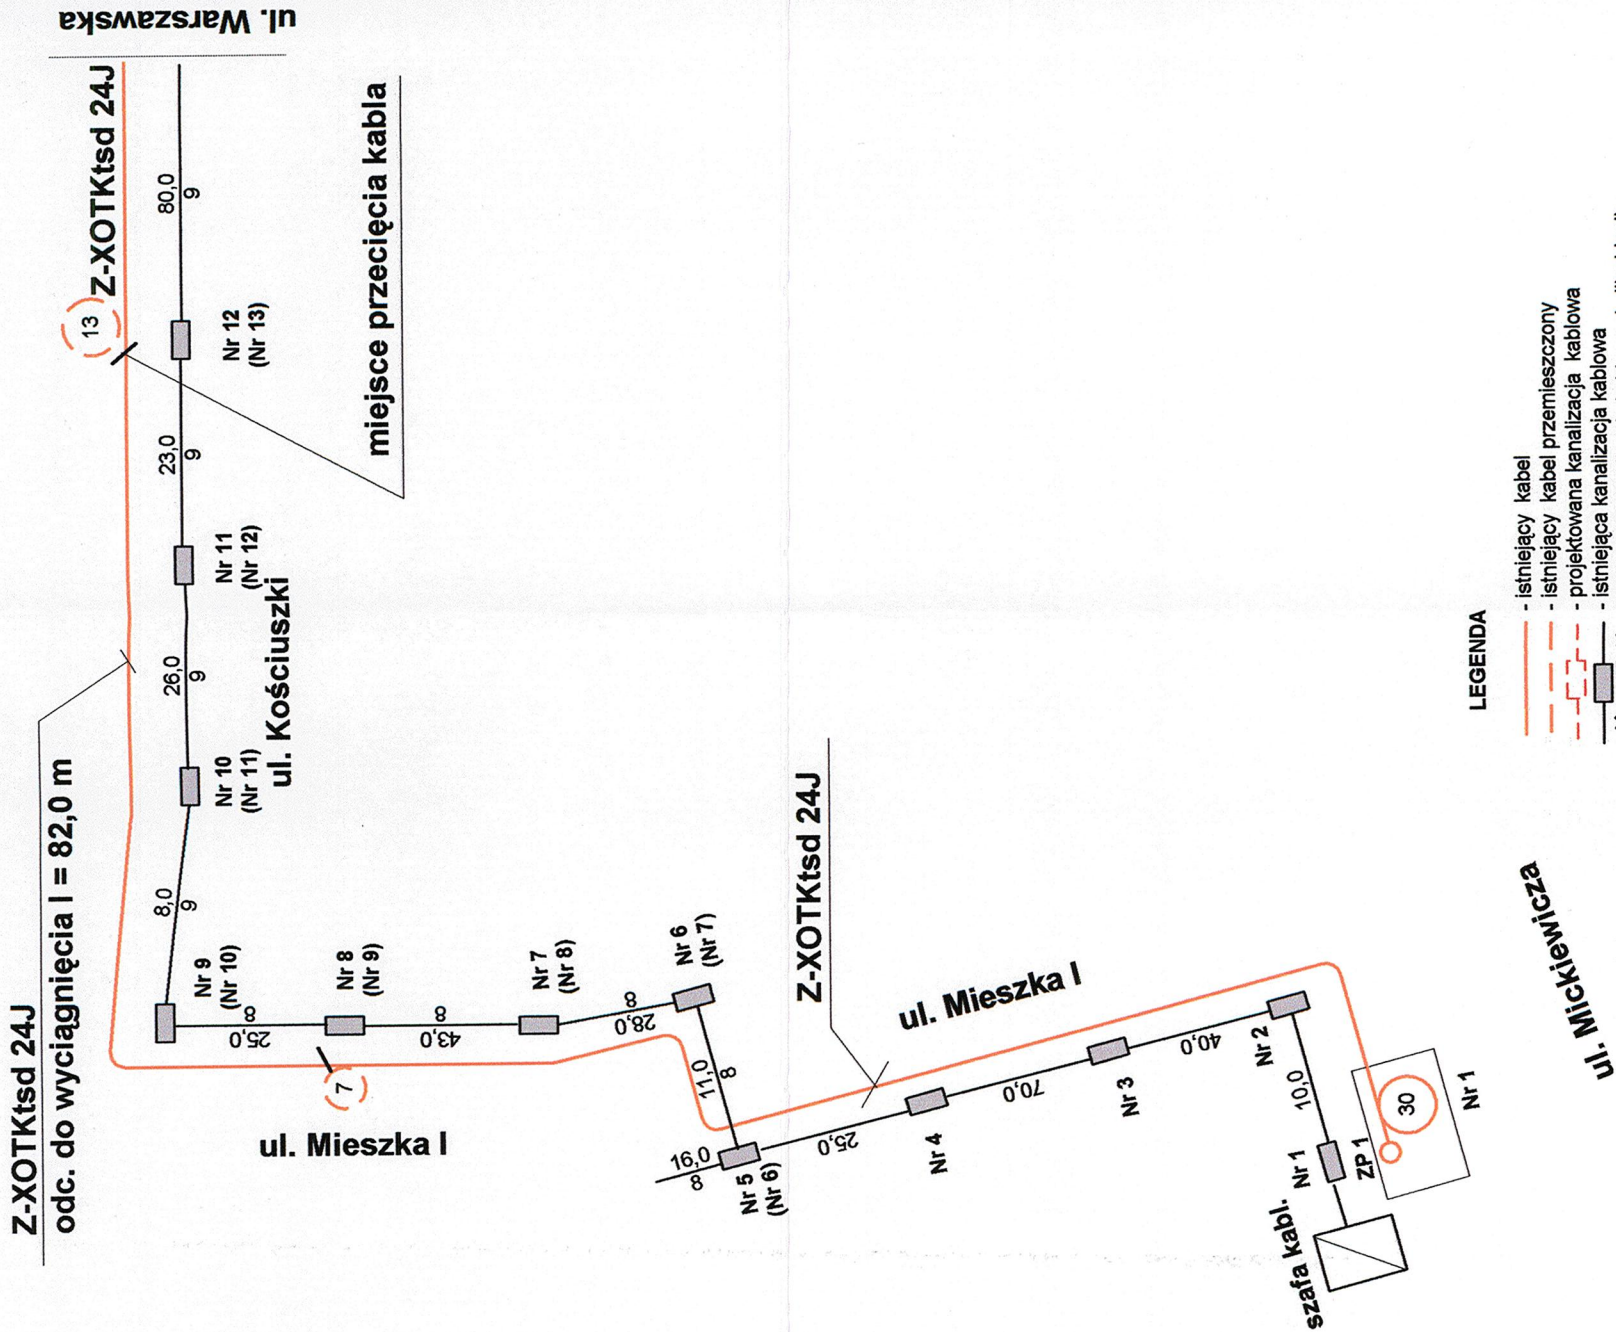 ul. Warszawska
Z-XOTKtsd 24J
odc. do wyciągnięcia l = 82,0 m
Z-XOTKtsd 24J
13
80,0
9
Nr 12
(Nr 13)
miejsce przecięcia kabla
23,0
9
Nr 11
(Nr 12)
ul. Kościuszki
26,0
9
Nr 10
(Nr 11)
8,0
9
Nr 9
(Nr 10)
25,0
8
Nr 8
(Nr 9)
7
43,0
8
Nr 7
(Nr 8)
28,0
8
Nr 6
(Nr 7)
ul. Mieszka I
11,0
8
16,0
8
Nr 5
(Nr 6)
Z-XOTKtsd 24J
25,0
Nr 4
ul. Mieszka I
70,0
Nr 3
40,0
Nr 2
10,0
Nr 1
szafa kabl.
ZP 1
30
Nr 1
ul. Mickiewicza
LEGENDA
- istniejący kabel
- istniejący kabel przemieszczony
- projektowana kanalizacja kablowa
- istniejąca kanalizacja kablowa